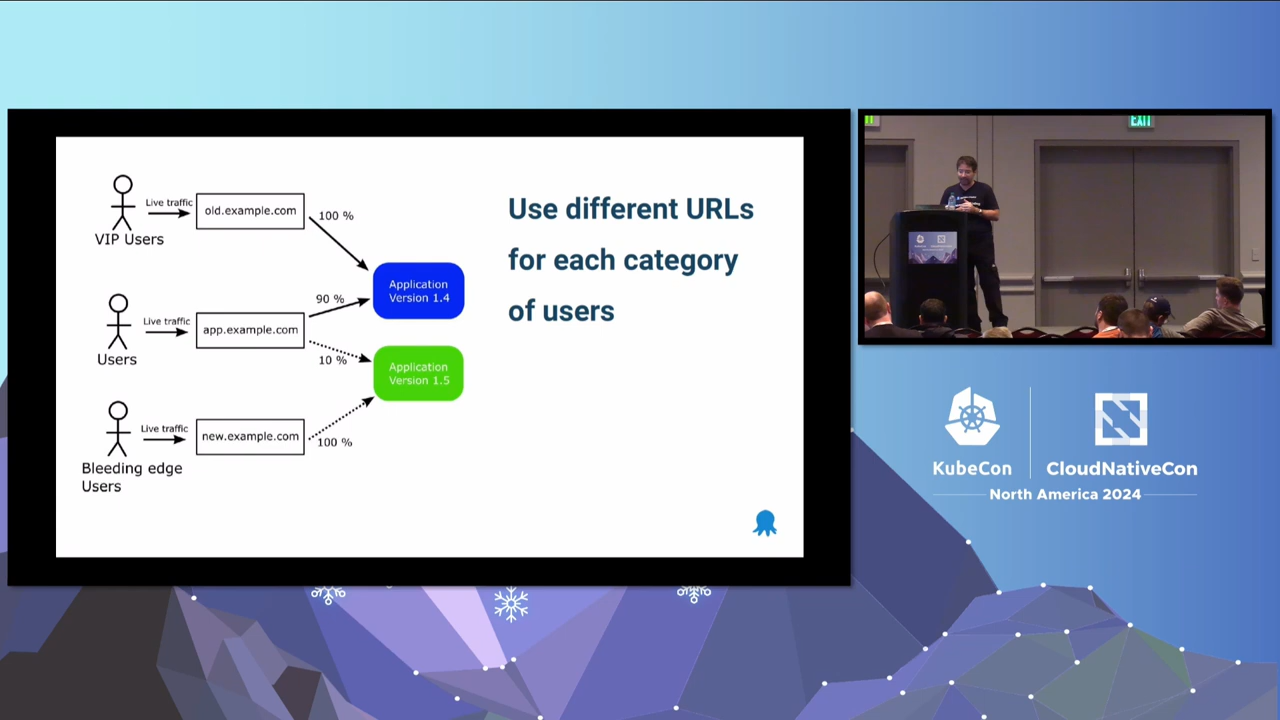 Live traffic
old.example.com
100 %
VIP Users
Use different URLs
for each category
of users
Application
Version 1.4
90 %
Live traffic
app.example.com
10 %
Users
Application
Version 1.5
Live traffic
new.example.com
100 %
Bleeding edge
Users
EXIT
KubeCon
CloudNativeCon
North America 2024